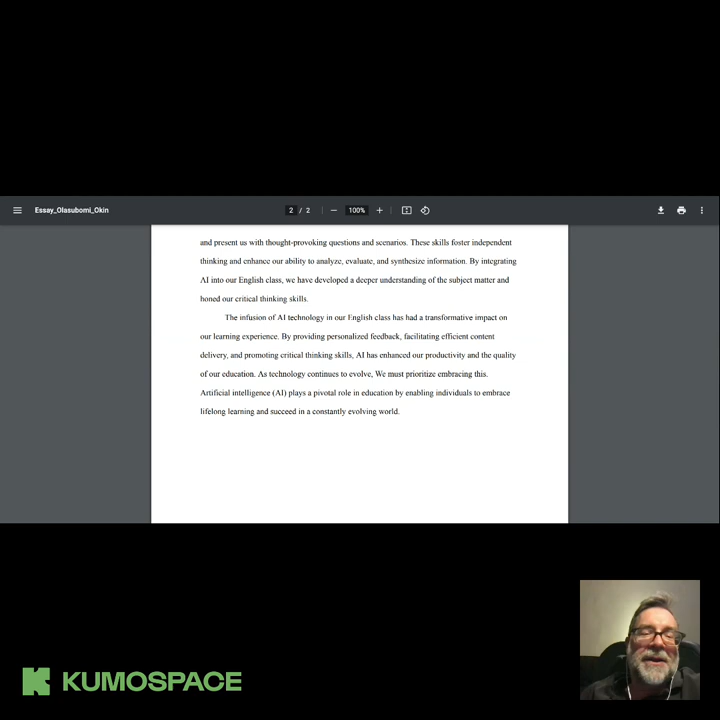 Essay_Olasubomi_Okin
2 / 2
100%
and present us with thought-provoking questions and scenarios. These skills foster independent
thinking and enhance our ability to analyze, evaluate, and synthesize information. By integrating
AI into our English class, we have developed a deeper understanding of the subject matter and
honed our critical thinking skills.
The infusion of AI technology in our English class has had a transformative impact on
our learning experience. By providing personalized feedback, facilitating efficient content
delivery, and promoting critical thinking skills, AI has enhanced our productivity and the quality
of our education. As technology continues to evolve, We must prioritize embracing this.
Artificial intelligence (AI) plays a pivotal role in education by enabling individuals to embrace
lifelong learning and succeed in a constantly evolving world.
KUMOSPACE